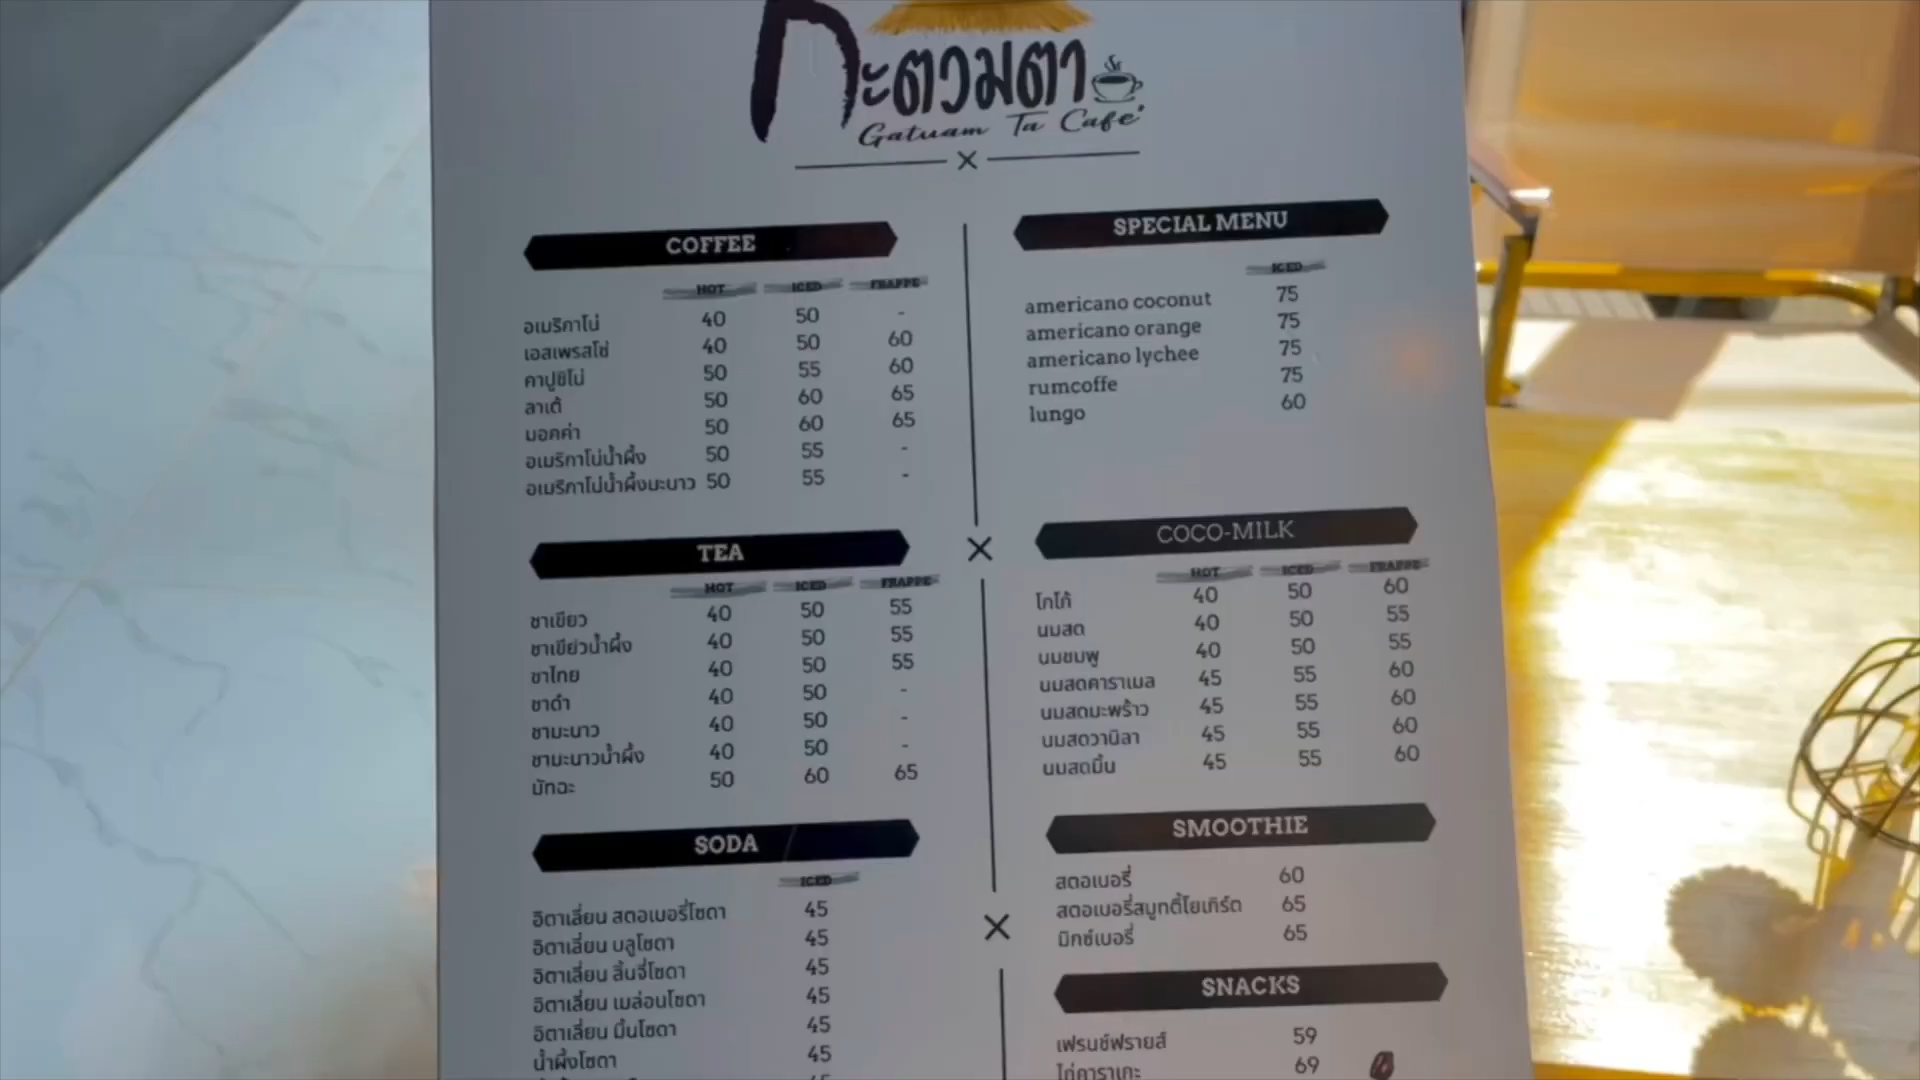 กะตวมตา
Gatuam Ta Cafe'
COFFEE
HOT ICED FRAPPE
อเมริกาโน่ 40 50 -
เอสเพรสโซ่ 40 50 60
คาปูชิโน่ 50 55 60
ลาเต้ 50 60 65
มอคค่า 50 60 65
อเมริกาโน่น้ำผึ้ง 50 55 -
อเมริกาโน่น้ำผึ้งมะนาว 50 55 -
TEA
HOT ICED FRAPPE
ชาเขียว 40 50 55
ชาเขียวน้ำผึ้ง 40 50 55
ชาไทย 40 50 55
ชาดำ 40 50 -
ชามะนาว 40 50 -
ชามะนาวน้ำผึ้ง 40 50 -
มัทฉะ 50 60 65
SODA
ICED
อิตาเลี่ยน สตอเบอรี่โซดา 45
อิตาเลี่ยน บลูโซดา 45
อิตาเลี่ยน ลิ้นจี่โซดา 45
อิตาเลี่ยน เมล่อนโซดา 45
อิตาเลี่ยน มิ้นโซดา 45
น้ำผึ้งโซดา 45
SPECIAL MENU
ICED
americano coconut 75
americano orange 75
americano lychee 75
rumcoffe 75
lungo 60
COCO-MILK
HOT ICED FRAPPE
โกโก้ 40 50 60
นมสด 40 50 55
นมชมพู 40 50 55
นมสดคาราเมล 45 55 60
นมสดมะพร้าว 45 55 60
นมสดวานิลา 45 55 60
นมสดมิ้น 45 55 60
SMOOTHIE
สตอเบอรี่ 60
สตอเบอรี่สมูทตี้โยเกิร์ต 65
มิกซ์เบอรี่ 65
SNACKS
เฟรนช์ฟรายส์ 59
ไก่คาราเกะ 69